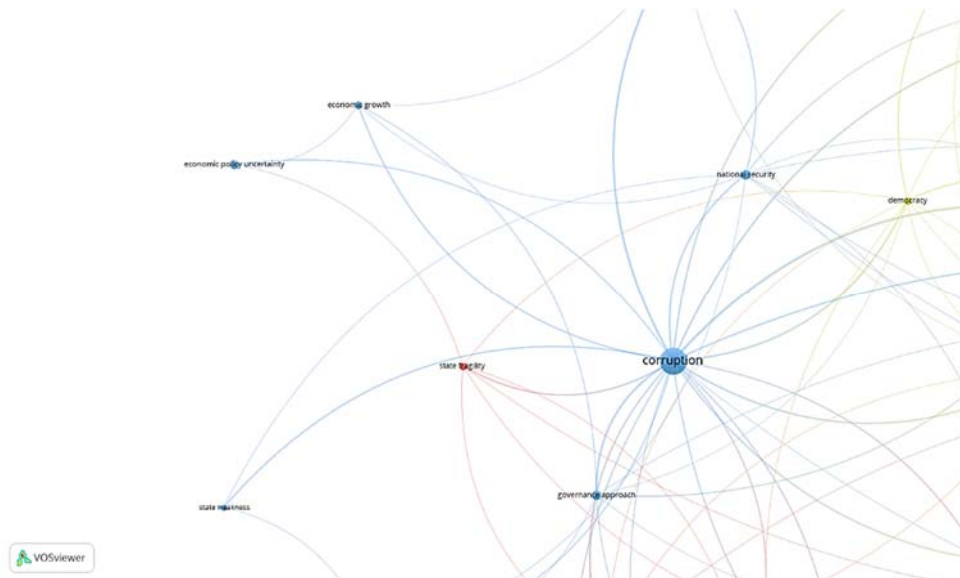 economic growth
economic policy uncertainty
national security
democracy
corruption
state fragility
governance approach
state weakness
VOSviewer